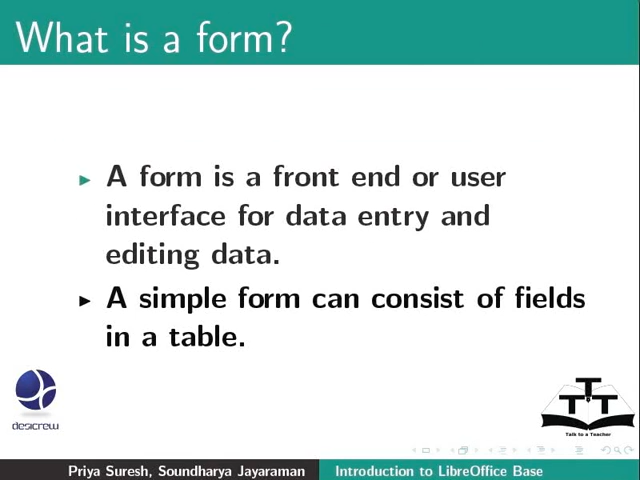 What is a form?
A form is a front end or user
interface for data entry and
editing data.
A simple form can consist of fields
in a table.
desicrew
T T T
Talk to a Teacher
Priya Suresh, Soundharya Jayaraman Introduction to LibreOffice Base